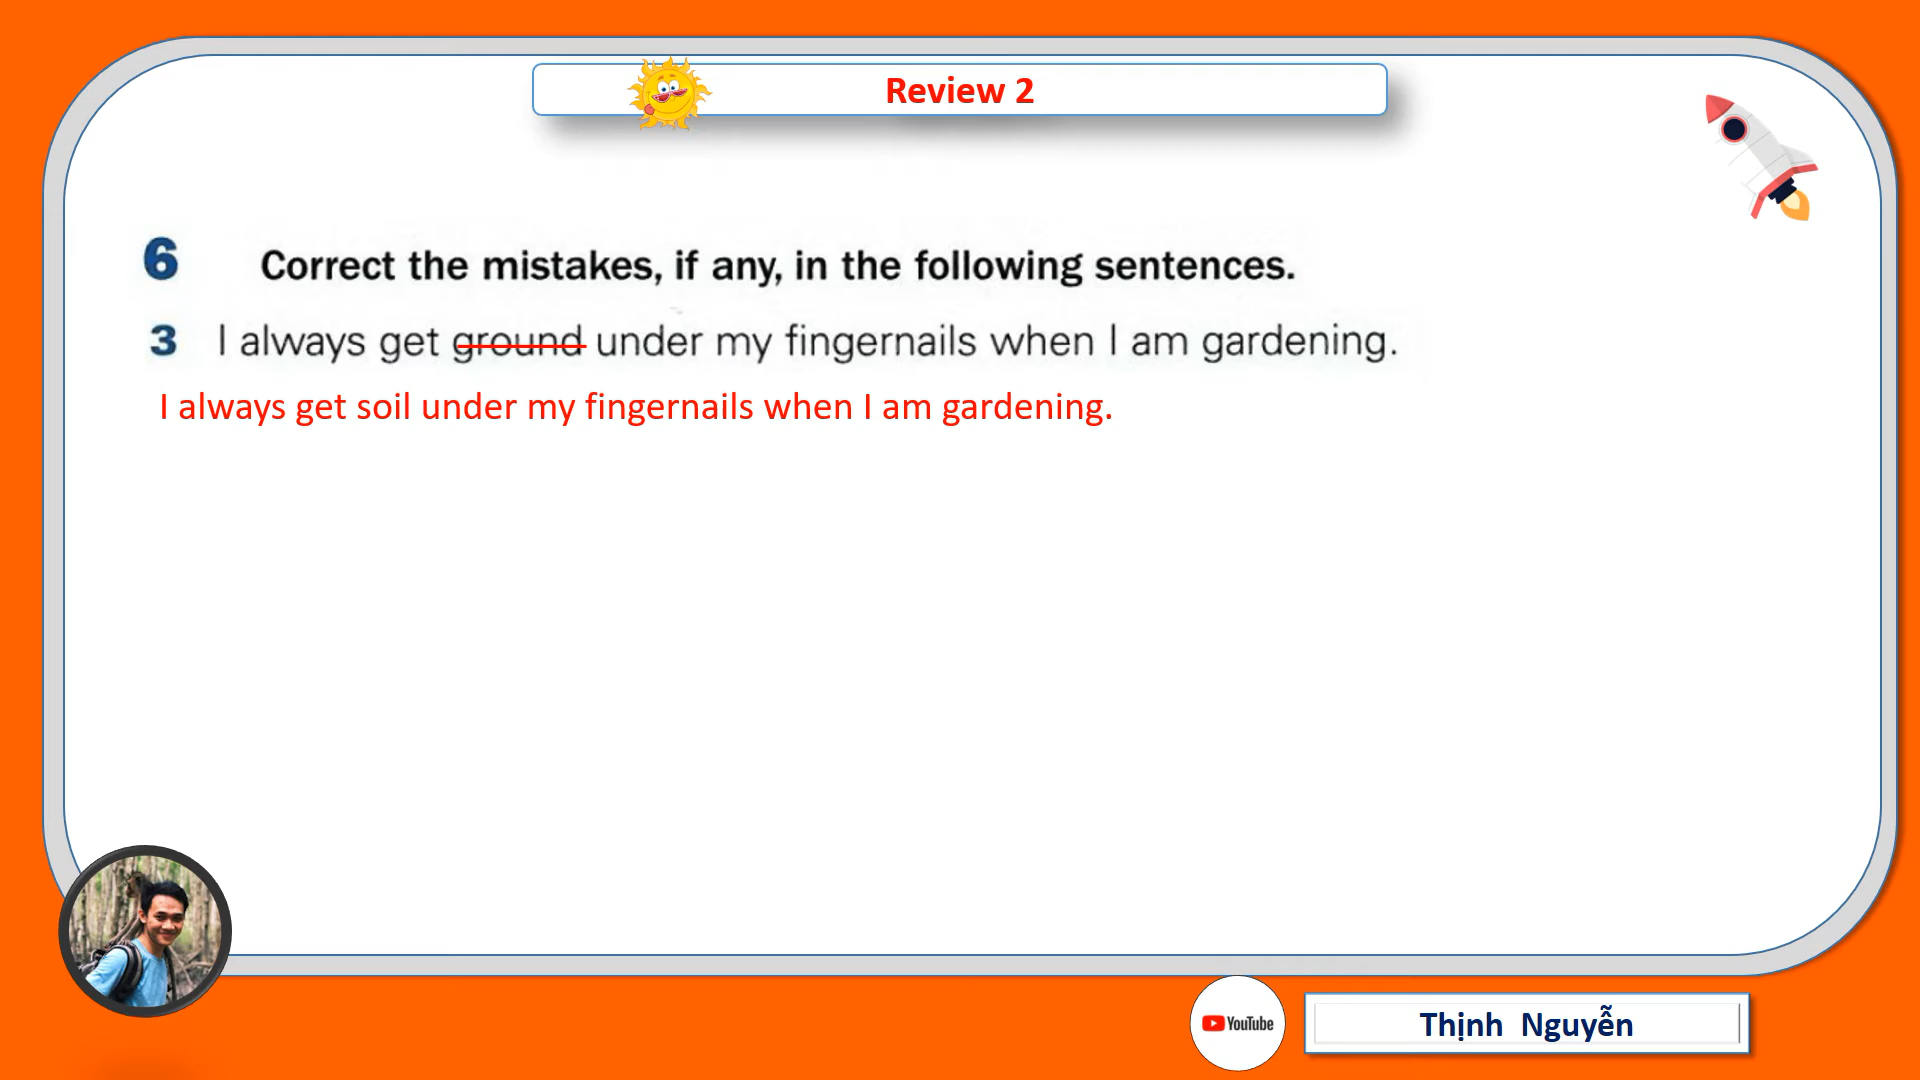 Review 2
6 Correct the mistakes, if any, in the following sentences.
3 I always get ground under my fingernails when I am gardening.
I always get soil under my fingernails when I am gardening.
YouTube
Thịnh Nguyễn